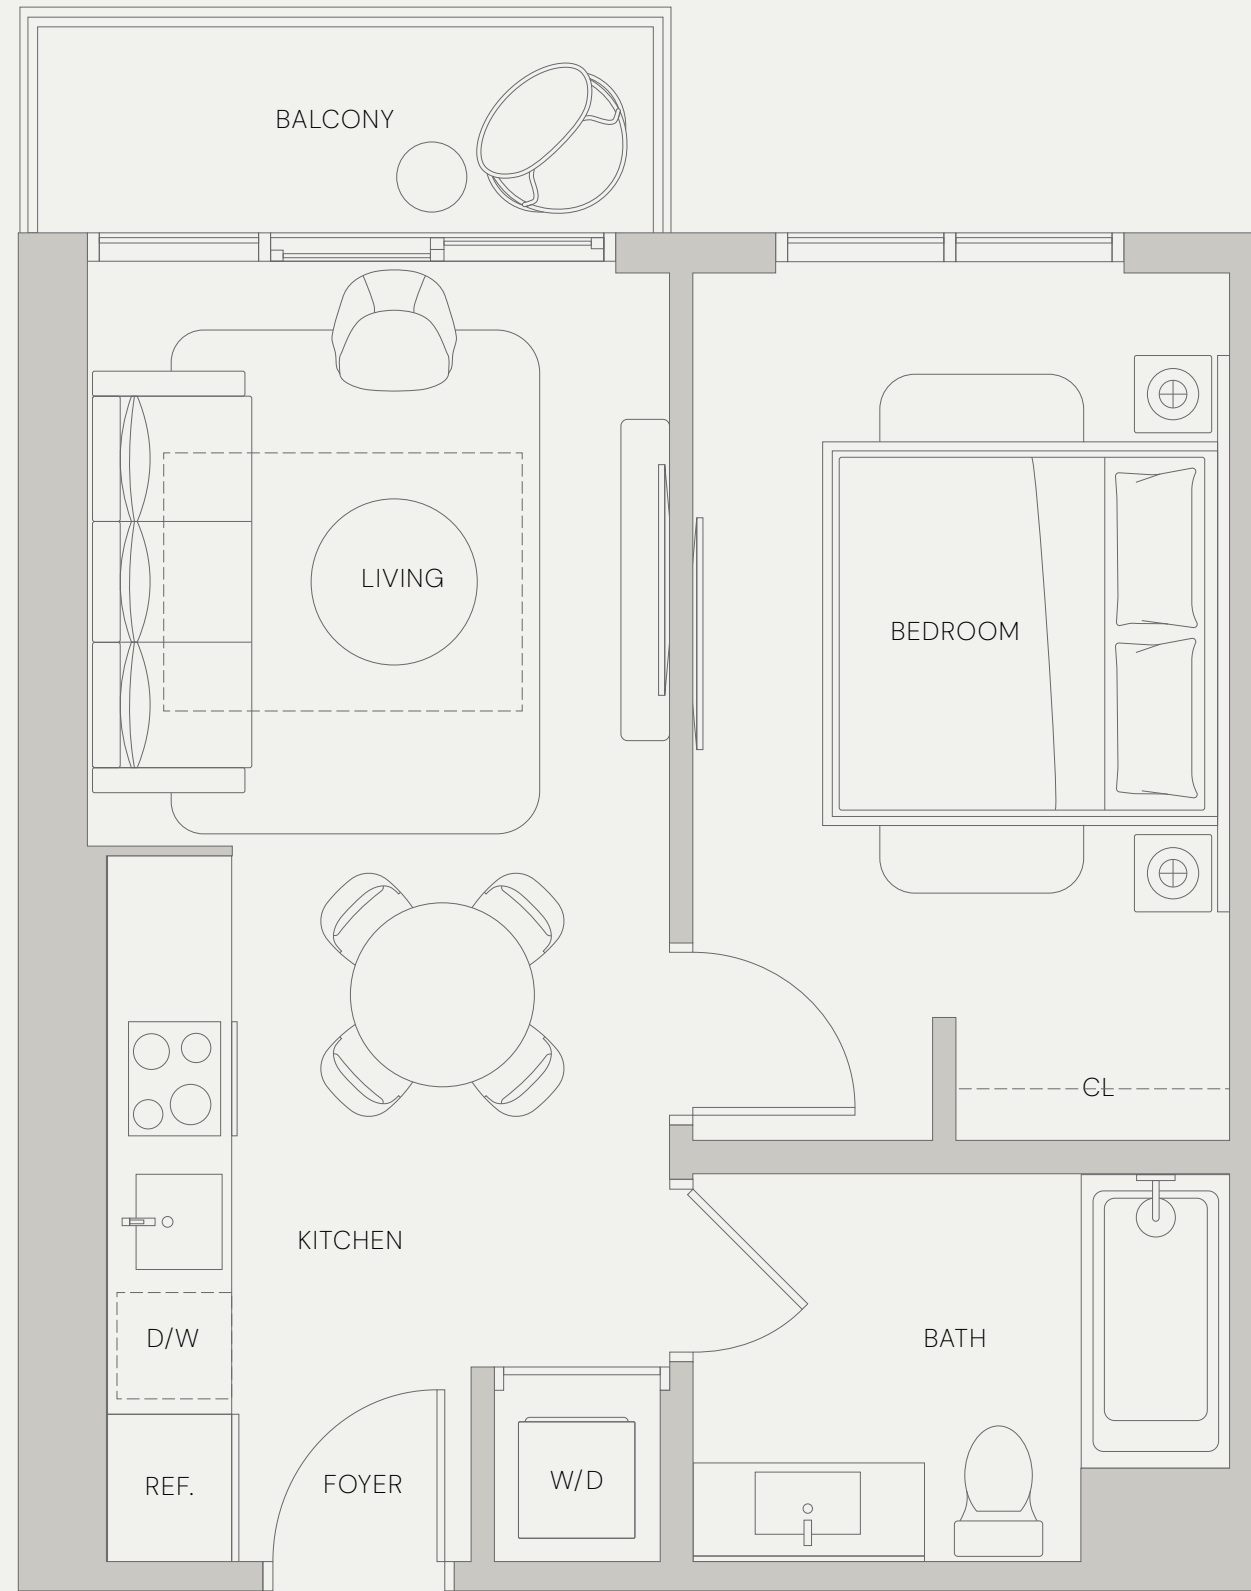 BALCONY
LIVING
BEDROOM
CL
KITCHEN
D/W
BATH
REF.
FOYER
W/D